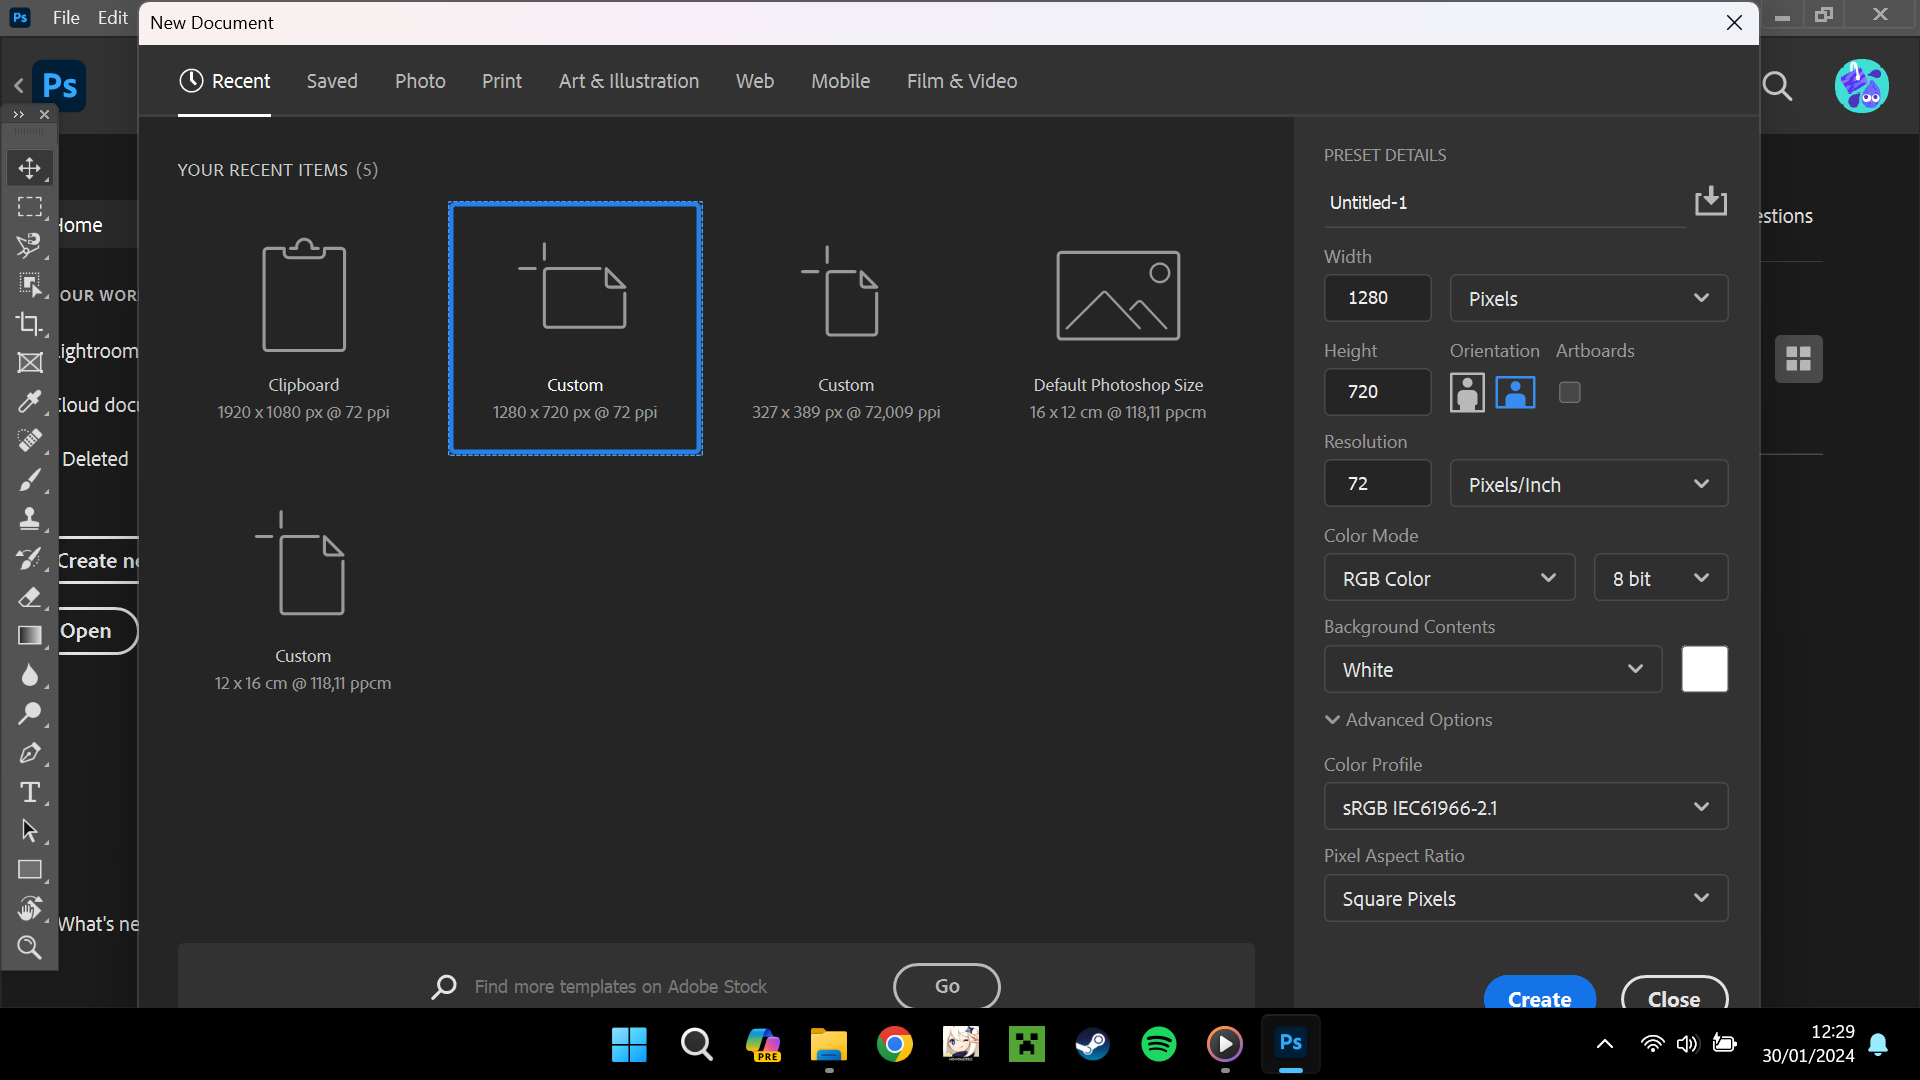 Ps File Edit
New Document
Ps
Recent Saved Photo Print Art & Illustration Web Mobile Film & Video
YOUR RECENT ITEMS (5)
Clipboard
1920 x 1080 px @ 72 ppi
Custom
1280 x 720 px @ 72 ppi
Custom
327 x 389 px @ 72,009 ppi
Default Photoshop Size
16 x 12 cm @ 118,11 ppcm
Custom
12 x 16 cm @ 118,11 ppcm
Find more templates on Adobe Stock
Go
PRESET DETAILS
Untitled-1
Width
1280 Pixels
Height Orientation Artboards
720
Resolution
72 Pixels/Inch
Color Mode
RGB Color 8 bit
Background Contents
White
Advanced Options
Color Profile
sRGB IEC61966-2.1
Pixel Aspect Ratio
Square Pixels
Create Close
Home
OUR WOR
ightroom
Cloud docu
Deleted
Create ne
Open
T
What's ne
estions
PRE
Ps
12:29
30/01/2024